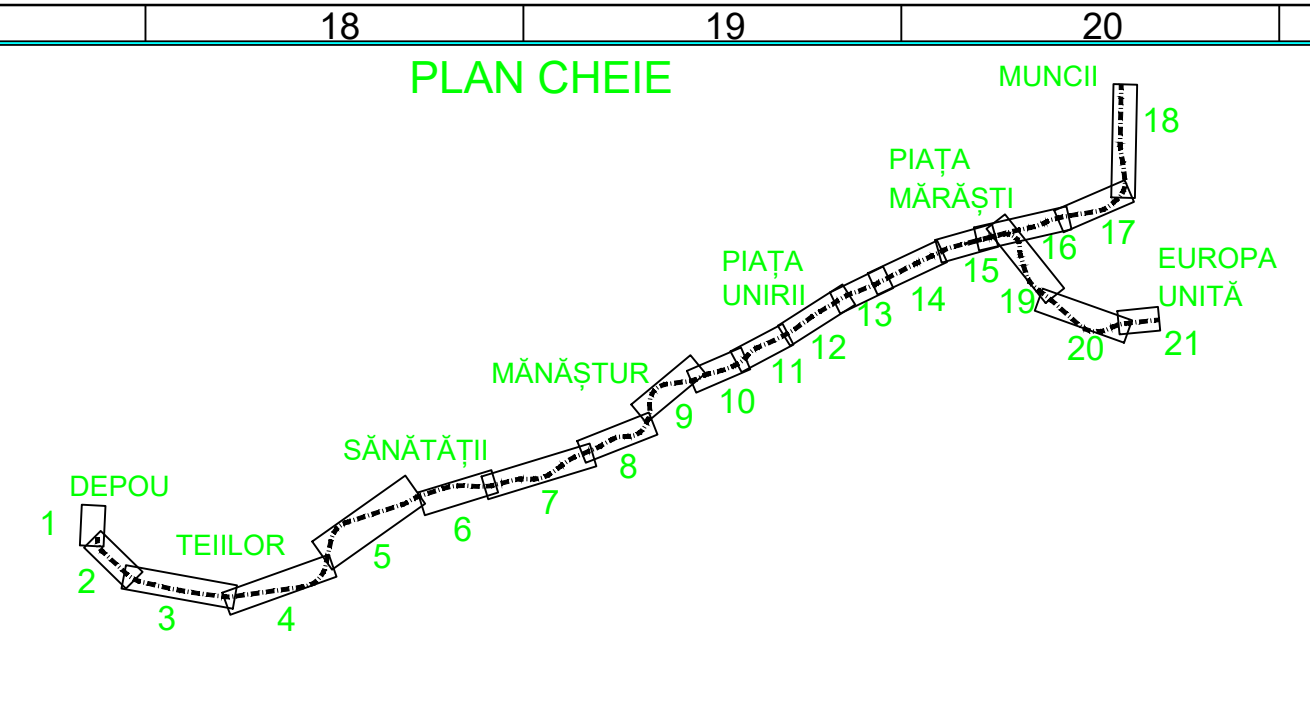 18
19
20
PLAN CHEIE
MUNCII
18
PIAȚA
MĂRĂȘTI
17
16
15
EUROPA
UNITĂ
PIAȚA
UNIRII
14
19
13
20
21
12
11
MĂNĂȘTUR
10
9
SĂNĂTĂȚII
8
7
6
DEPOU
1
TEIILOR
5
2
3
4